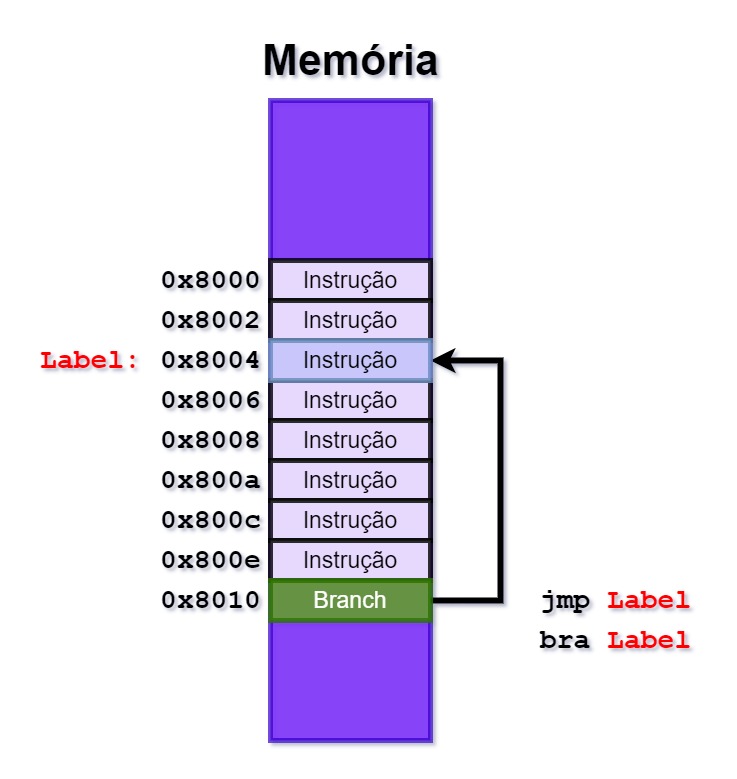 Memória
0x8000 Instrução
0x8002 Instrução
Label: 0x8004 Instrução
0x8006 Instrução
0x8008 Instrução
0x800a Instrução
0x800c Instrução
0x800e Instrução
0x8010 Branch jmp Label
bra Label